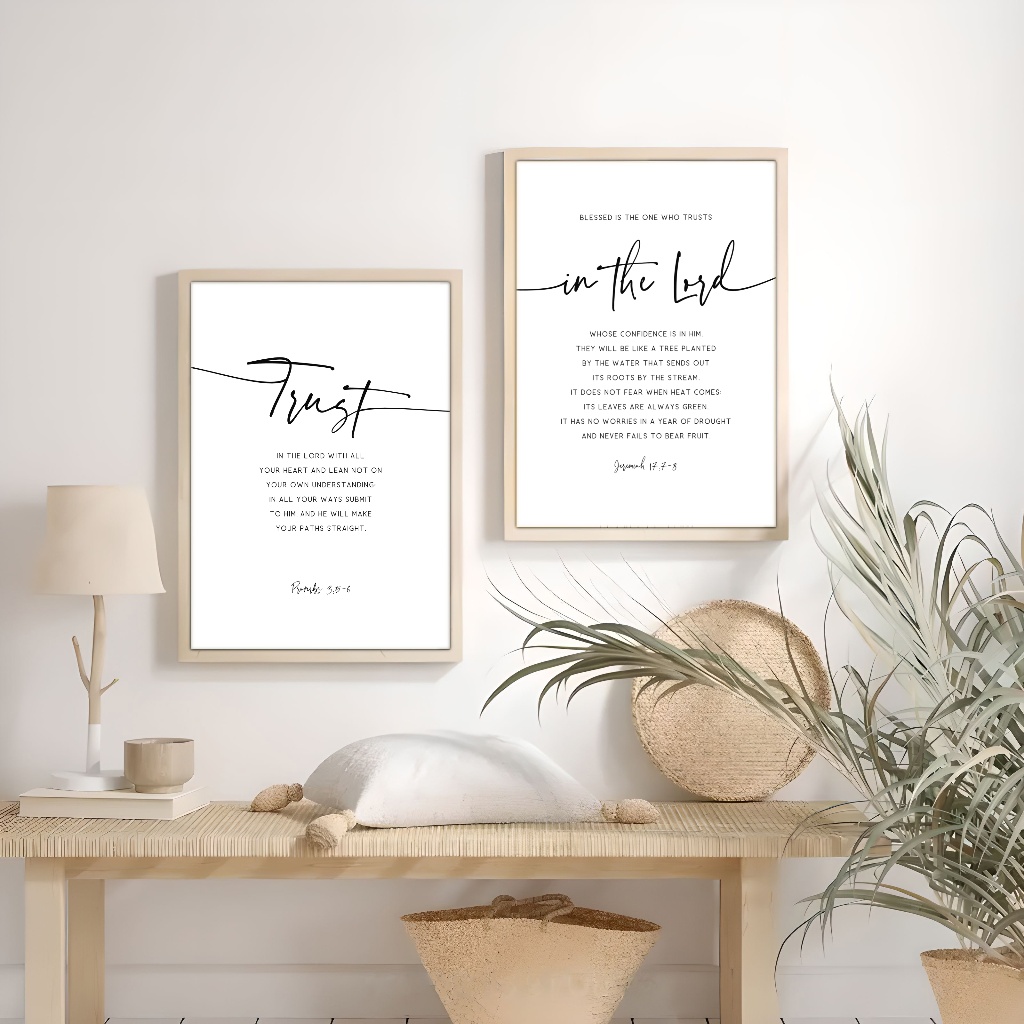 Trust
IN THE LORD WITH ALL
YOUR HEART AND LEAN NOT ON
YOUR OWN UNDERSTANDING;
IN ALL YOUR WAYS SUBMIT
TO HIM AND HE WILL MAKE
YOUR PATHS STRAIGHT.
Proverbs 3:5-6
BLESSED IS THE ONE WHO TRUSTS
in the Lord
WHOSE CONFIDENCE IS IN HIM.
THEY WILL BE LIKE A TREE PLANTED
BY THE WATER THAT SENDS OUT
ITS ROOTS BY THE STREAM.
IT DOES NOT FEAR WHEN HEAT COMES;
ITS LEAVES ARE ALWAYS GREEN.
IT HAS NO WORRIES IN A YEAR OF DROUGHT
AND NEVER FAILS TO BEAR FRUIT.
Jeremiah 17:7-8